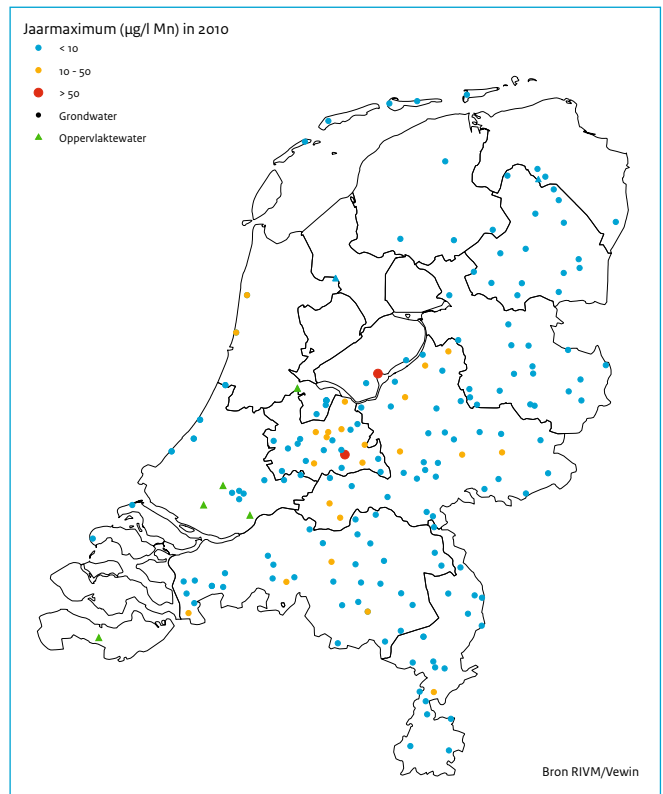 Jaarmaximum (µg/l Mn) in 2010
< 10
10 - 50
> 50
Grondwater
Oppervlaktewater
Bron RIVM/Vewin